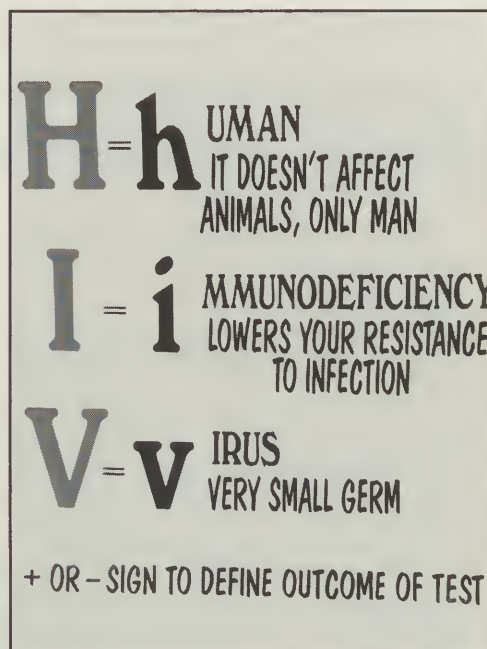 H = h UMAN
IT DOESN'T AFFECT
ANIMALS, ONLY MAN
I = i MMUNODEFICIENCY
LOWERS YOUR RESISTANCE
TO INFECTION
V = v IRUS
VERY SMALL GERM
+ OR - SIGN TO DEFINE OUTCOME OF TEST